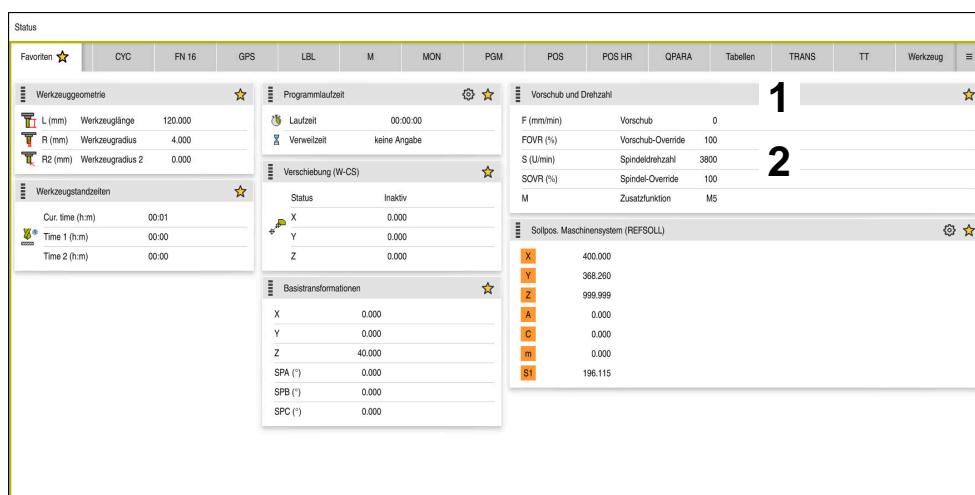 Status
Favoriten CYC FN 16 GPS LBL M MON PGM POS POS HR QPARA Tabellen TRANS TT Werkzeug
Werkzeuggeometrie
L (mm) Werkzeuglänge 120.000
R (mm) Werkzeugradius 4.000
R2 (mm) Werkzeugradius 2 0.000
Werkzeugstandzeiten
Cur. time (h:m) 00:01
Time 1 (h:m) 00:00
Time 2 (h:m) 00:00
Programmlaufzeit
Laufzeit 00:00:00
Verweilzeit keine Angabe
Verschiebung (W-CS)
Status Inaktiv
X 0.000
Y 0.000
Z 0.000
Basistransformationen
X 0.000
Y 0.000
Z 40.000
SPA (°) 0.000
SPB (°) 0.000
SPC (°) 0.000
Vorschub und Drehzahl 1
F (mm/min) Vorschub 0
FOVR (%) Vorschub-Override 100
2
S (U/min) Spindeldrehzahl 3800
SOVR (%) Spindel-Override 100
M Zusatzfunktion M5
Sollpos. Maschinensystem (REFSOLL)
X 400.000
Y 368.260
Z 999.999
A 0.000
C 0.000
m 0.000
S1 196.115